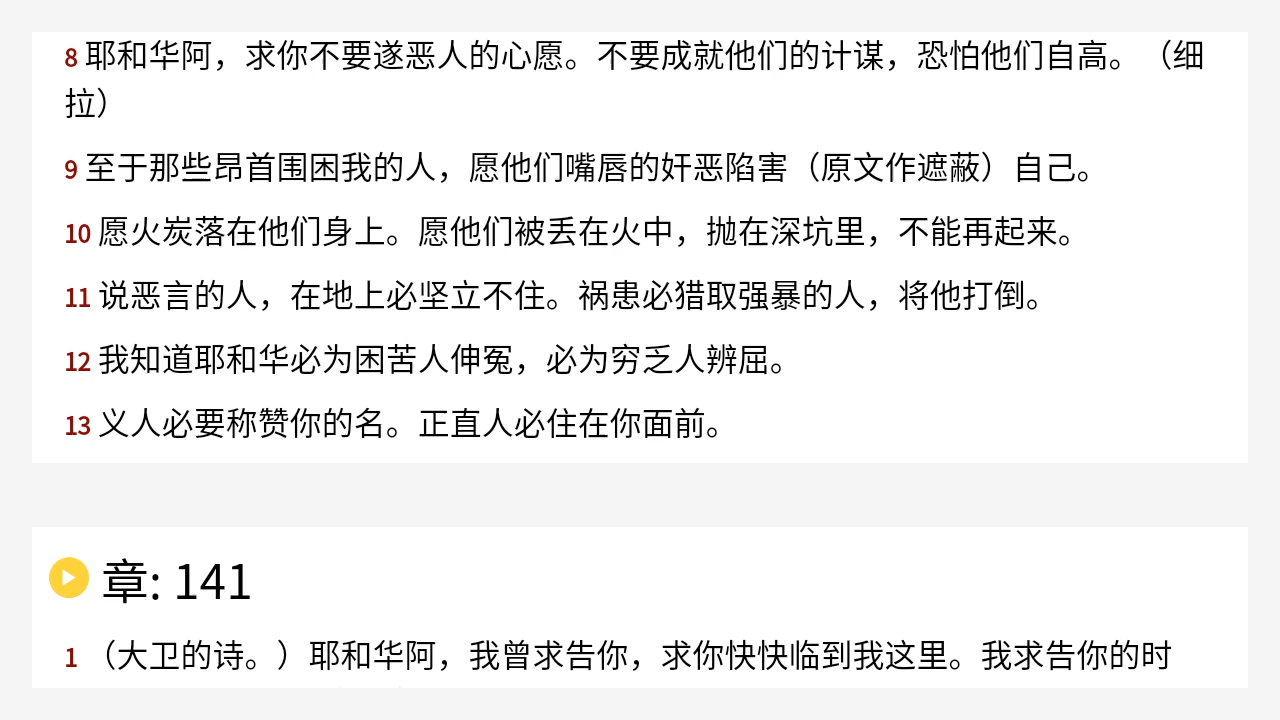 8 耶和华阿，求你不要遂恶人的心愿。不要成就他们的计谋，恐怕他们自高。（细
拉）
9 至于那些昂首围困我的人，愿他们嘴唇的奸恶陷害（原文作遮蔽）自己。
10 愿火炭落在他们身上。愿他们被丢在火中，抛在深坑里，不能再起来。
11 说恶言的人，在地上必坚立不住。祸患必猎取强暴的人，将他打倒。
12 我知道耶和华必为困苦人伸冤，必为穷乏人辨屈。
13 义人必要称赞你的名。正直人必住在你面前。
章: 141
1 （大卫的诗。）耶和华阿，我曾求告你，求你快快临到我这里。我求告你的时